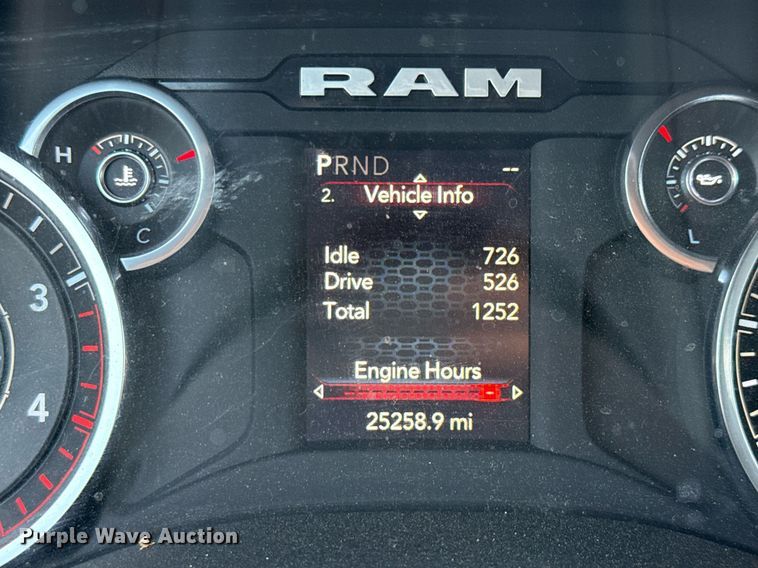 RAM
H
C
L
PRND --
2. Vehicle Info
Idle 726
Drive 526
Total 1252
Engine Hours
25258.9 mi
3
4
5
Purple Wave Auction